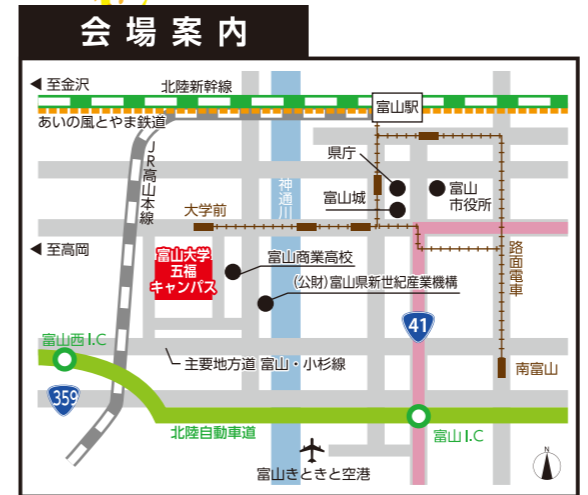 会場案内
◀ 至金沢
北陸新幹線
富山駅
あいの風とやま鉄道
JR高山本線
県庁
神通川
富山城
富山
市役所
大学前
◀ 至高岡
富山大学
五福
キャンパス
富山商業高校
(公財)富山県新世紀産業機構
路面電車
41
富山西I.C
主要地方道 富山・小杉線
南富山
359
北陸自動車道
富山I.C
富山きときと空港
N